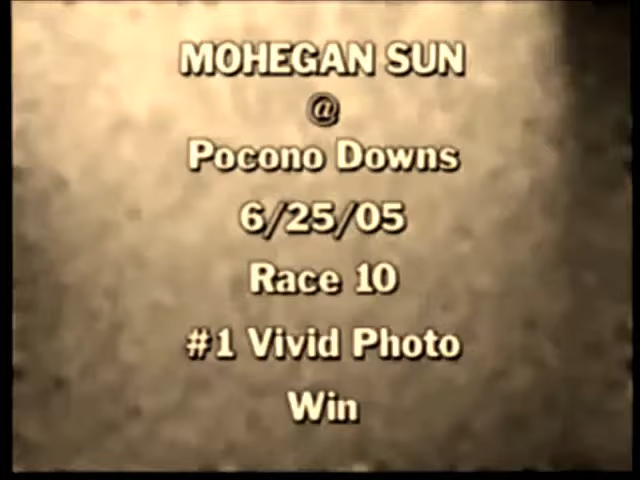 MOHEGAN SUN
@
Pocono Downs
6/25/05
Race 10
#1 Vivid Photo
Win